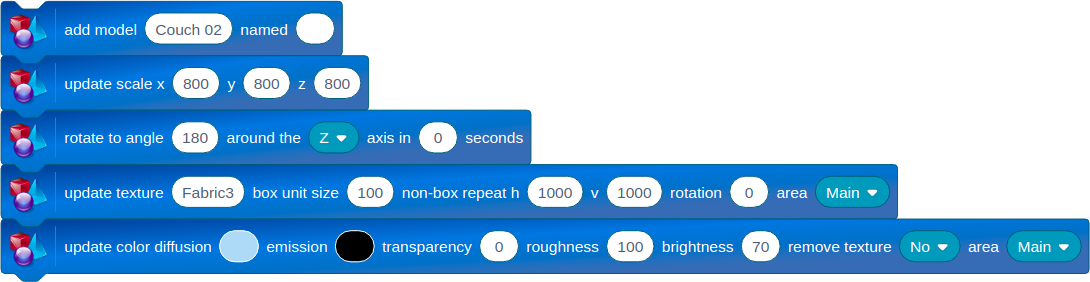 add model Couch 02 named
update scale x 800 y 800 z 800
rotate to angle 180 around the Z axis in 0 seconds
update texture Fabric3 box unit size 100 non-box repeat h 1000 v 1000 rotation 0 area Main
update color diffusion emission transparency 0 roughness 100 brightness 70 remove texture No area Main